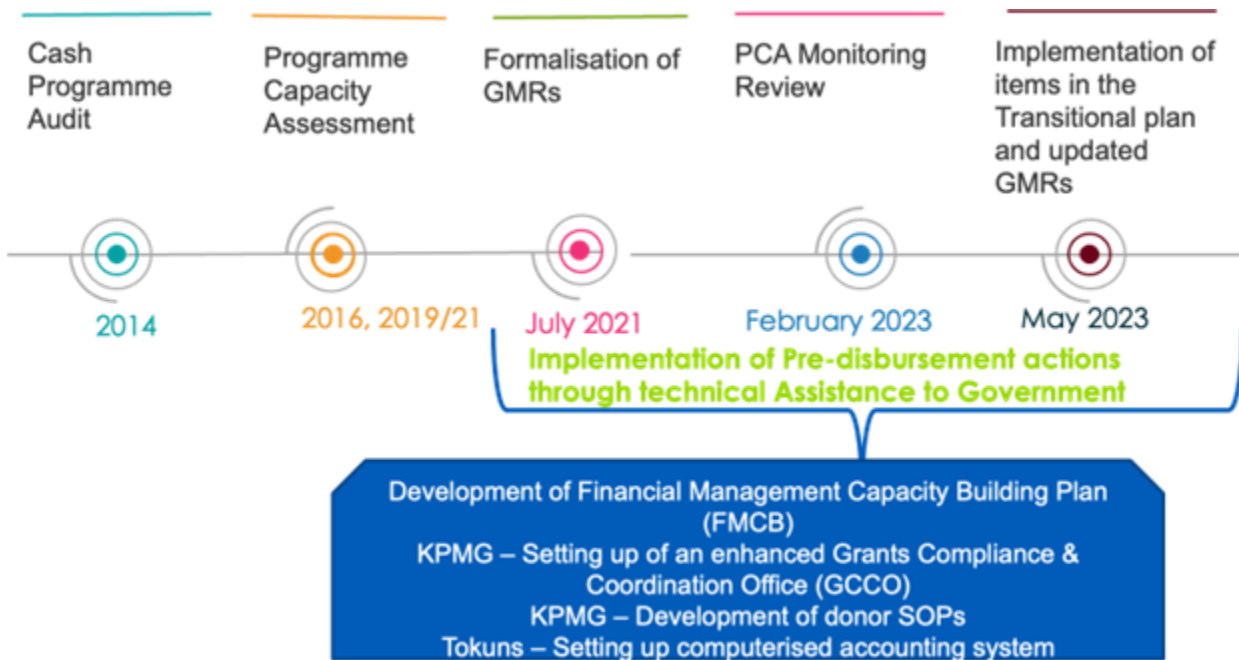 Cash
Programme
Audit
Programme
Capacity
Assessment
Formalisation of
GMRs
PCA Monitoring
Review
Implementation of
items in the
Transitional plan
and updated
GMRs
2014
2016, 2019/21
July 2021
February 2023
May 2023
Implementation of Pre-disbursement actions
through technical Assistance to Government
Development of Financial Management Capacity Building Plan
(FMCB)
KPMG – Setting up of an enhanced Grants Compliance &
Coordination Office (GCCO)
KPMG – Development of donor SOPs
Tokuns – Setting up computerised accounting system